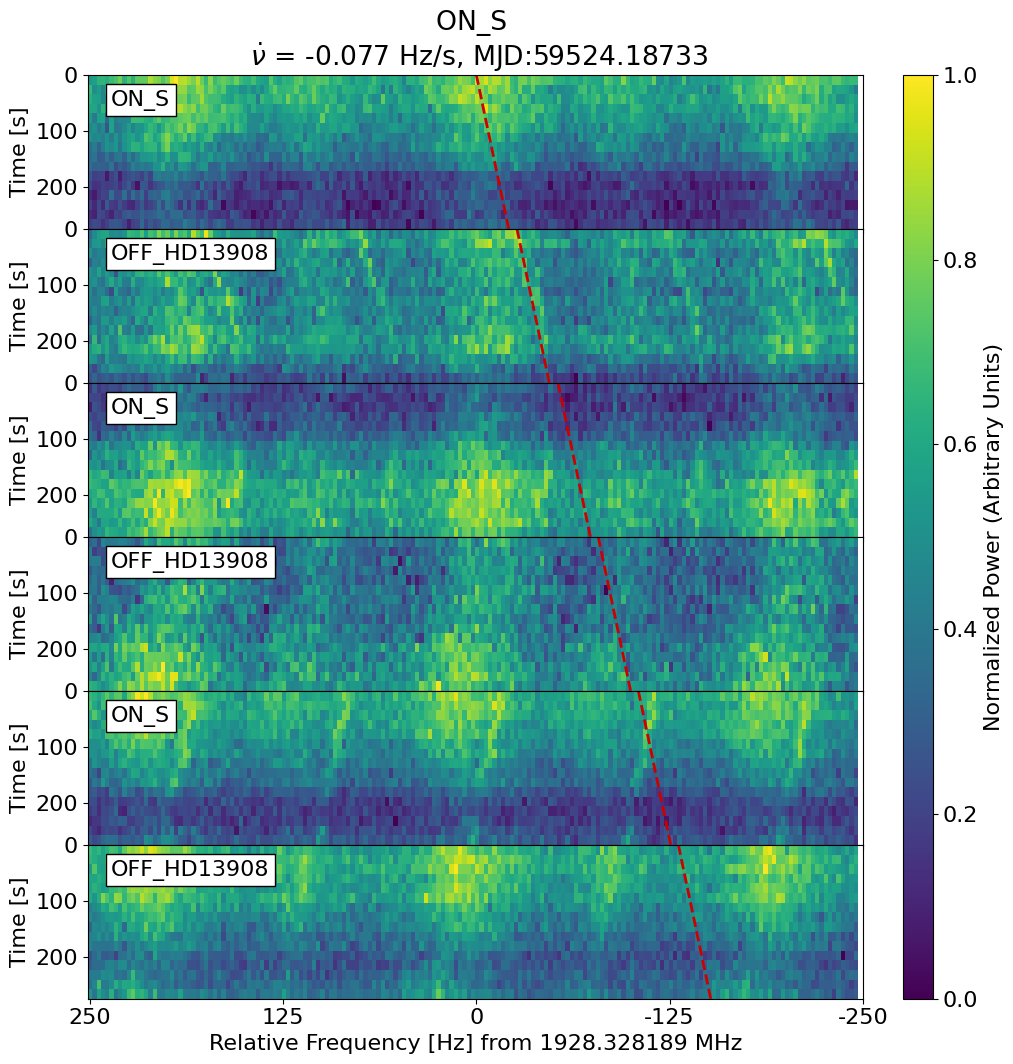 ON_S
ν̇ = -0.077 Hz/s, MJD:59524.18733
0
100
200
Time [s]
ON_S
0
100
200
Time [s]
OFF_HD13908
0
100
200
Time [s]
ON_S
0
100
200
Time [s]
OFF_HD13908
0
100
200
Time [s]
ON_S
0
100
200
Time [s]
OFF_HD13908
250
125
0
-125
-250
Relative Frequency [Hz] from 1928.328189 MHz
1.0
0.8
0.6
0.4
0.2
0.0
Normalized Power (Arbitrary Units)